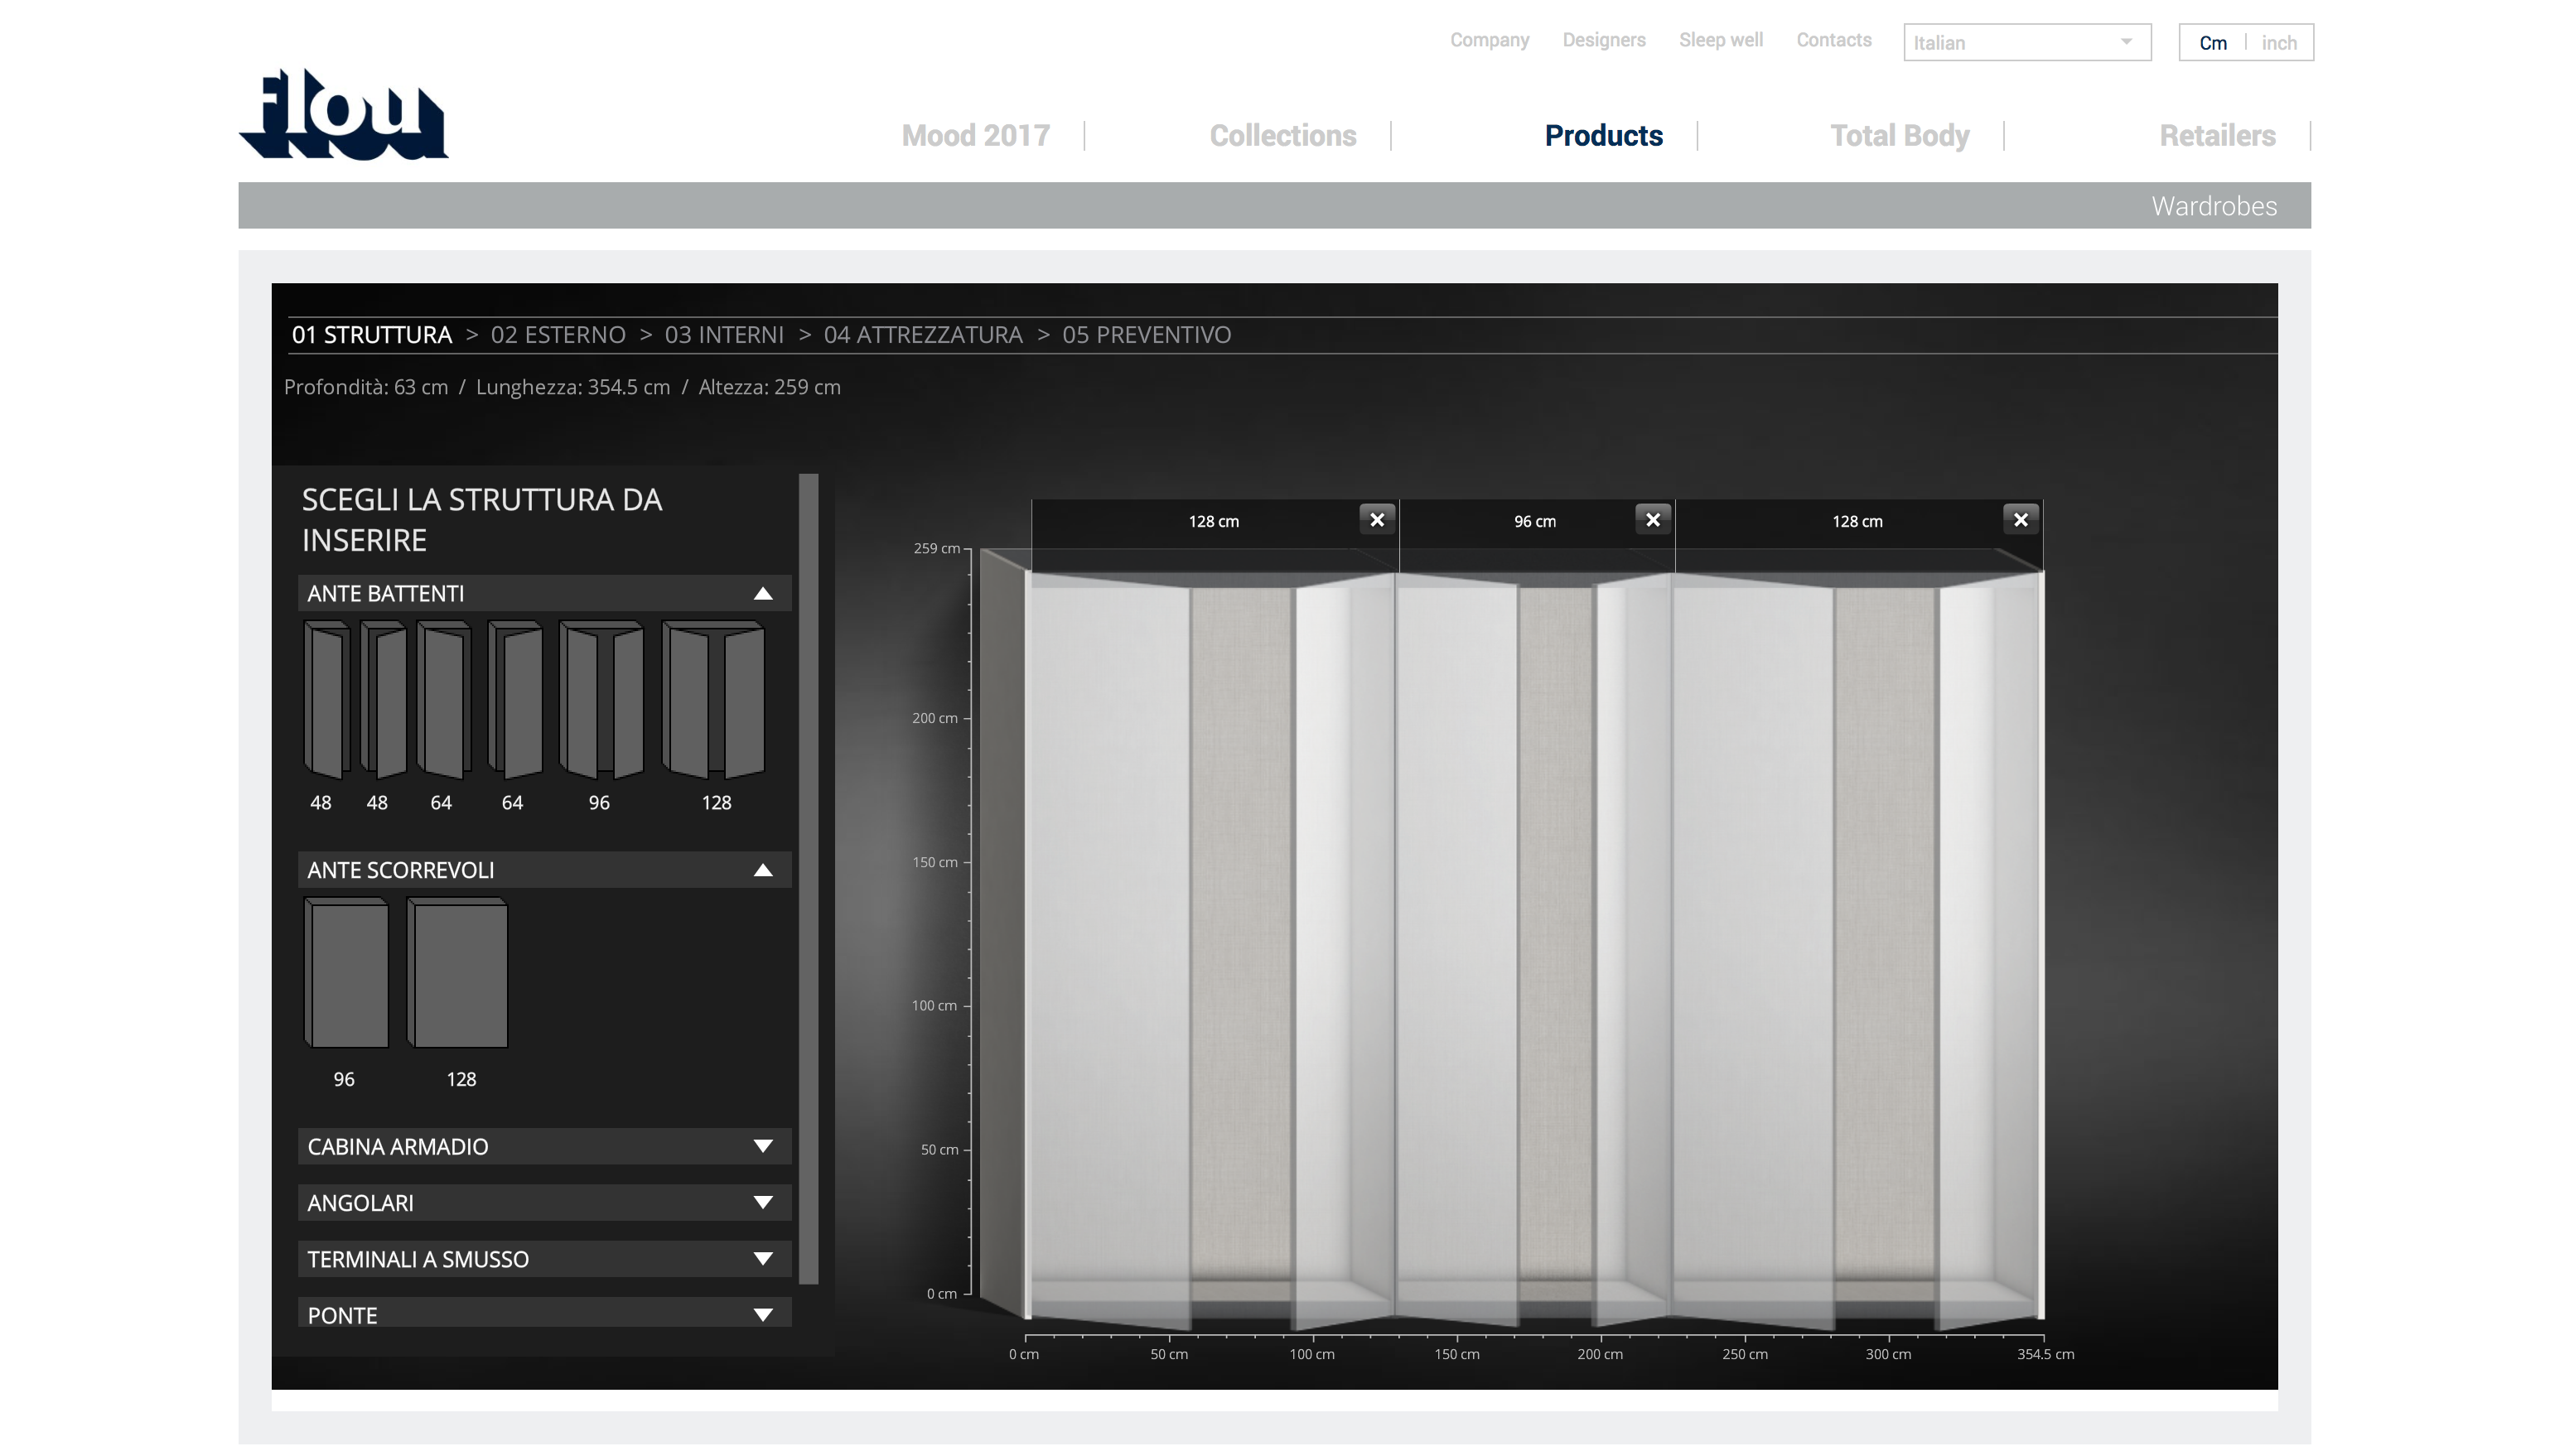 Company Designers Sleep well Contacts Italian Cm inch
flou
Mood 2017 Collections Products Total Body Retailers
Wardrobes
01 STRUTTURA > 02 ESTERNO > 03 INTERNI > 04 ATTREZZATURA > 05 PREVENTIVO
Profondità: 63 cm / Lunghezza: 354.5 cm / Altezza: 259 cm
SCEGLI LA STRUTTURA DA
INSERIRE
ANTE BATTENTI
48 48 64 64 96 128
ANTE SCORREVOLI
96 128
CABINA ARMADIO
ANGOLARI
TERMINALI A SMUSSO
PONTE
128 cm 96 cm 128 cm
259 cm
200 cm
150 cm
100 cm
50 cm
0 cm
0 cm 50 cm 100 cm 150 cm 200 cm 250 cm 300 cm 354.5 cm